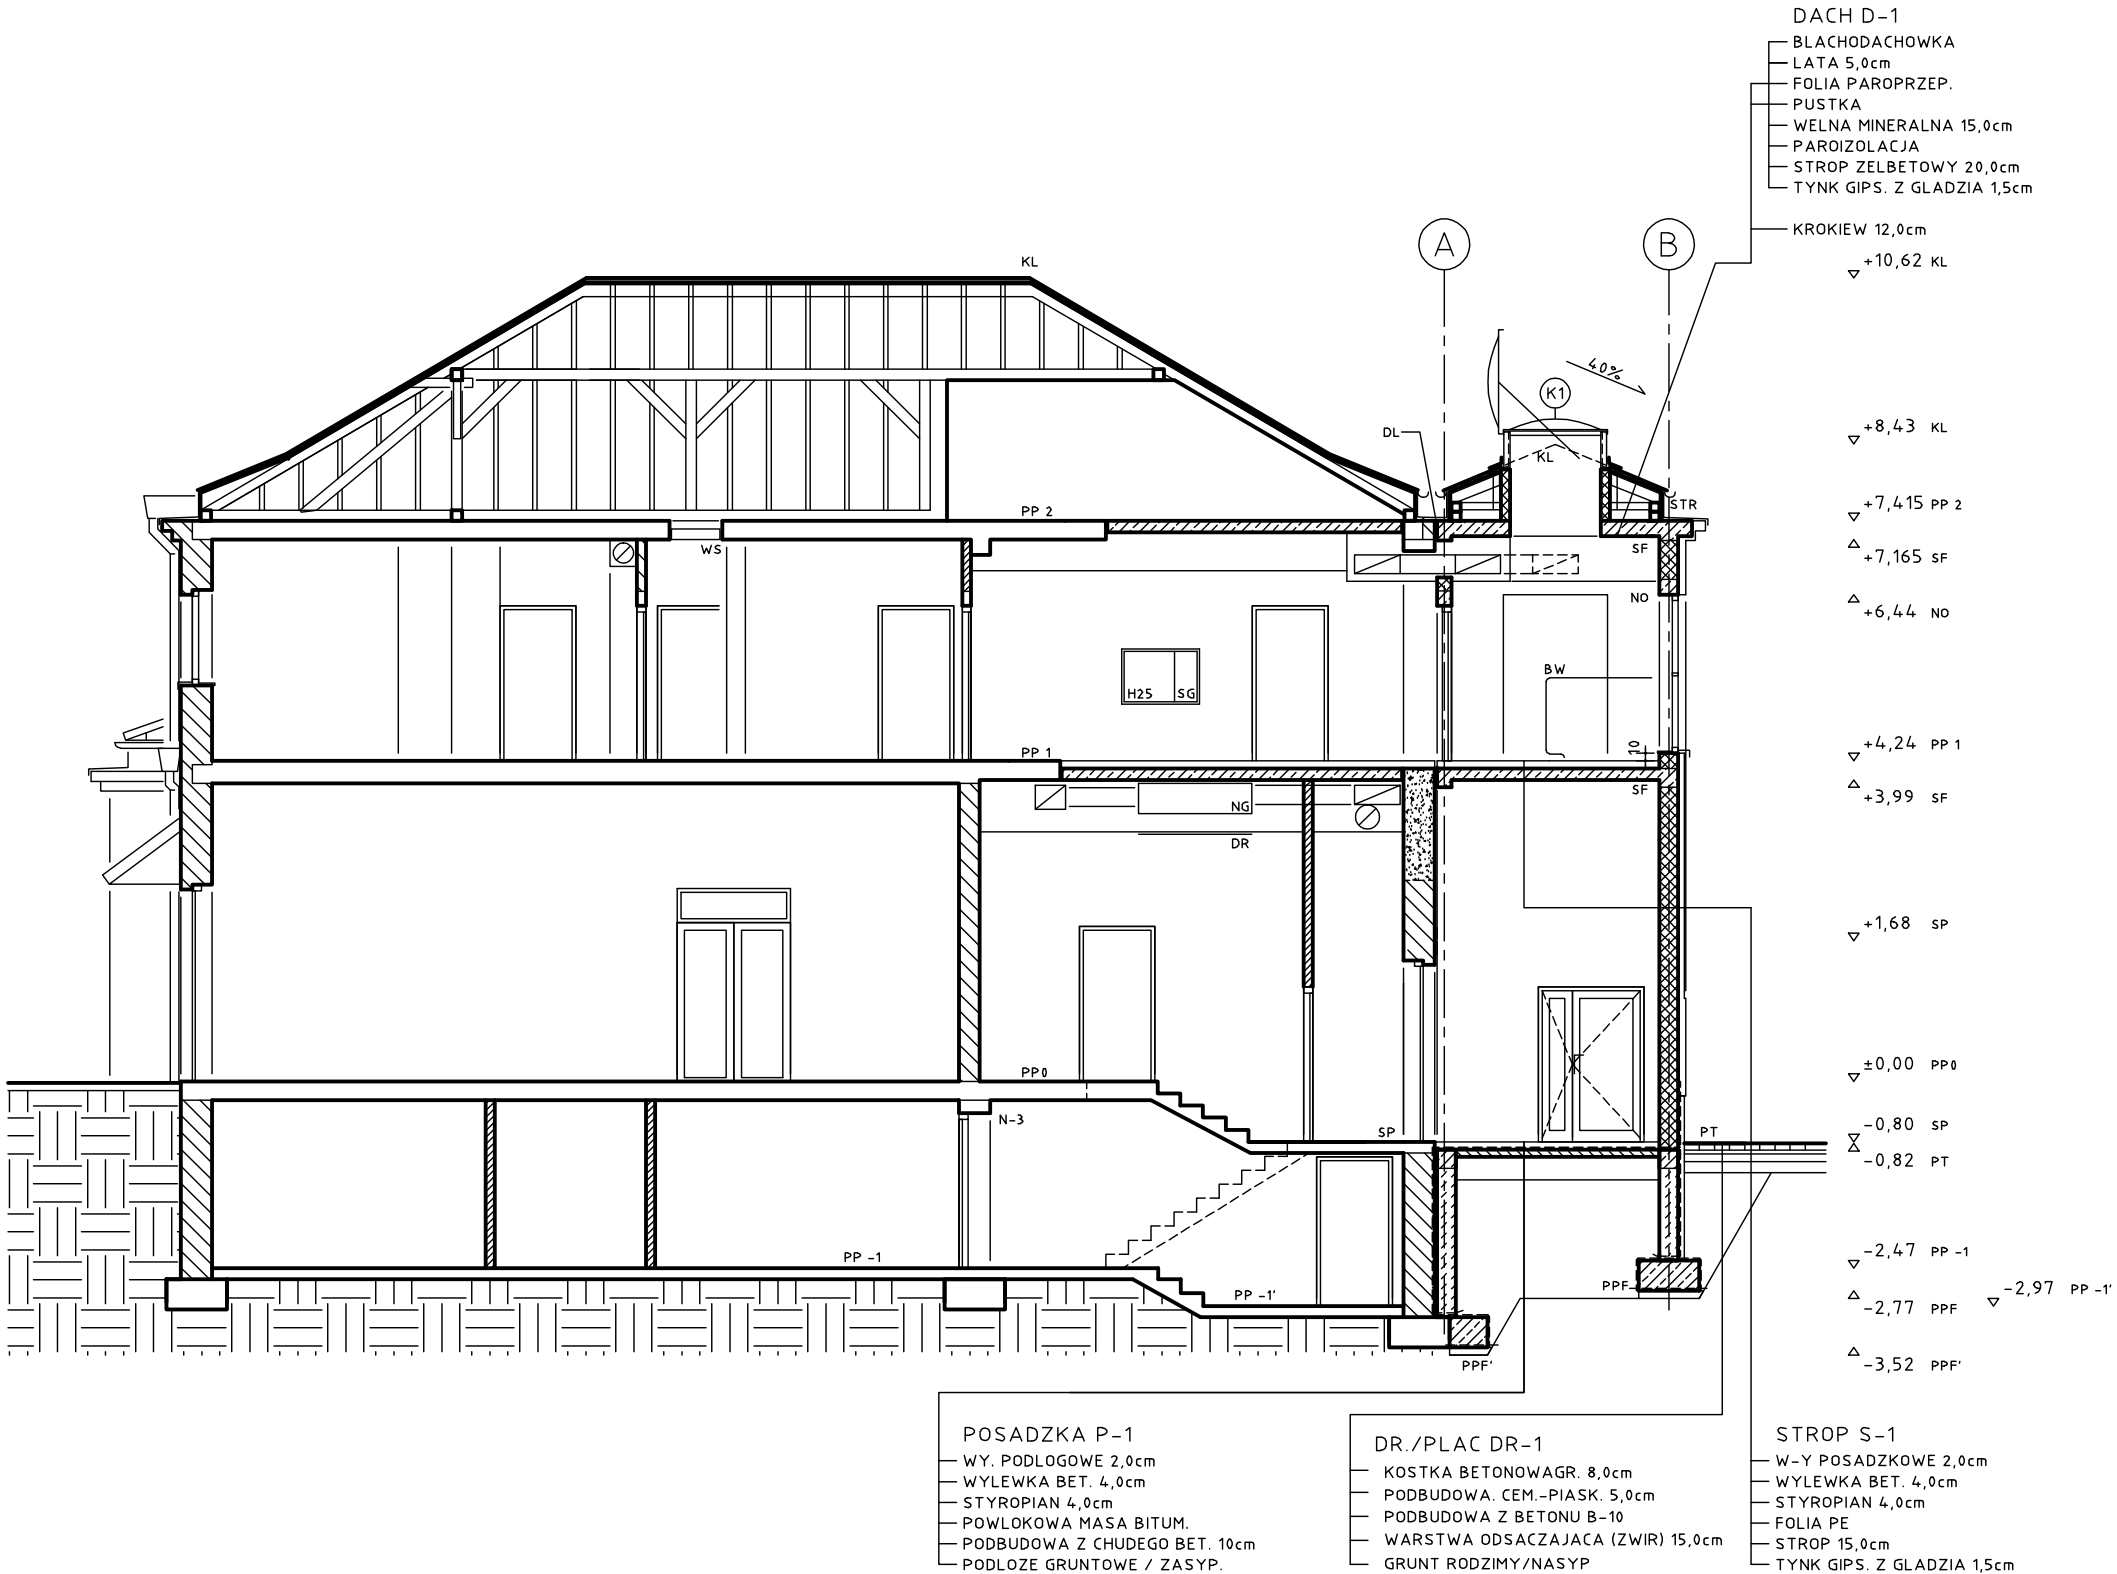 DACH D-1
BLACHODACHOWKA
LATA 5,0cm
FOLIA PAROPRZEP.
PUSTKA
WELNA MINERALNA 15,0cm
PAROIZOLACJA
STROP ZELBETOWY 20,0cm
TYNK GIPS. Z GLADZIA 1,5cm
KROKIEW 12,0cm
A
B
KL
+10,62 KL
40%
K1
DL
KL
+8,43 KL
PP 2
STR
+7,415 PP 2
WS
SF
+7,165 SF
NO
+6,44 NO
BW
H25
SG
10
PP 1
+4,24 PP 1
SF
+3,99 SF
NG
DR
+1,68 SP
PP0
±0,00 PP0
N-3
SP
PT
-0,80 SP
-0,82 PT
PP -1
-2,47 PP -1
PP -1'
PPF
-2,97 PP -1'
-2,77 PPF
PPF'
-3,52 PPF'
POSADZKA P-1
WY. PODLOGOWE 2,0cm
WYLEWKA BET. 4,0cm
STYROPIAN 4,0cm
POWLOKOWA MASA BITUM.
PODBUDOWA Z CHUDEGO BET. 10cm
PODLOZE GRUNTOWE / ZASYP.
DR./PLAC DR-1
KOSTKA BETONOWAGR. 8,0cm
PODBUDOWA. CEM.-PIASK. 5,0cm
PODBUDOWA Z BETONU B-10
WARSTWA ODSACZAJACA (ZWIR) 15,0cm
GRUNT RODZIMY/NASYP
STROP S-1
W-Y POSADZKOWE 2,0cm
WYLEWKA BET. 4,0cm
STYROPIAN 4,0cm
FOLIA PE
STROP 15,0cm
TYNK GIPS. Z GLADZIA 1,5cm